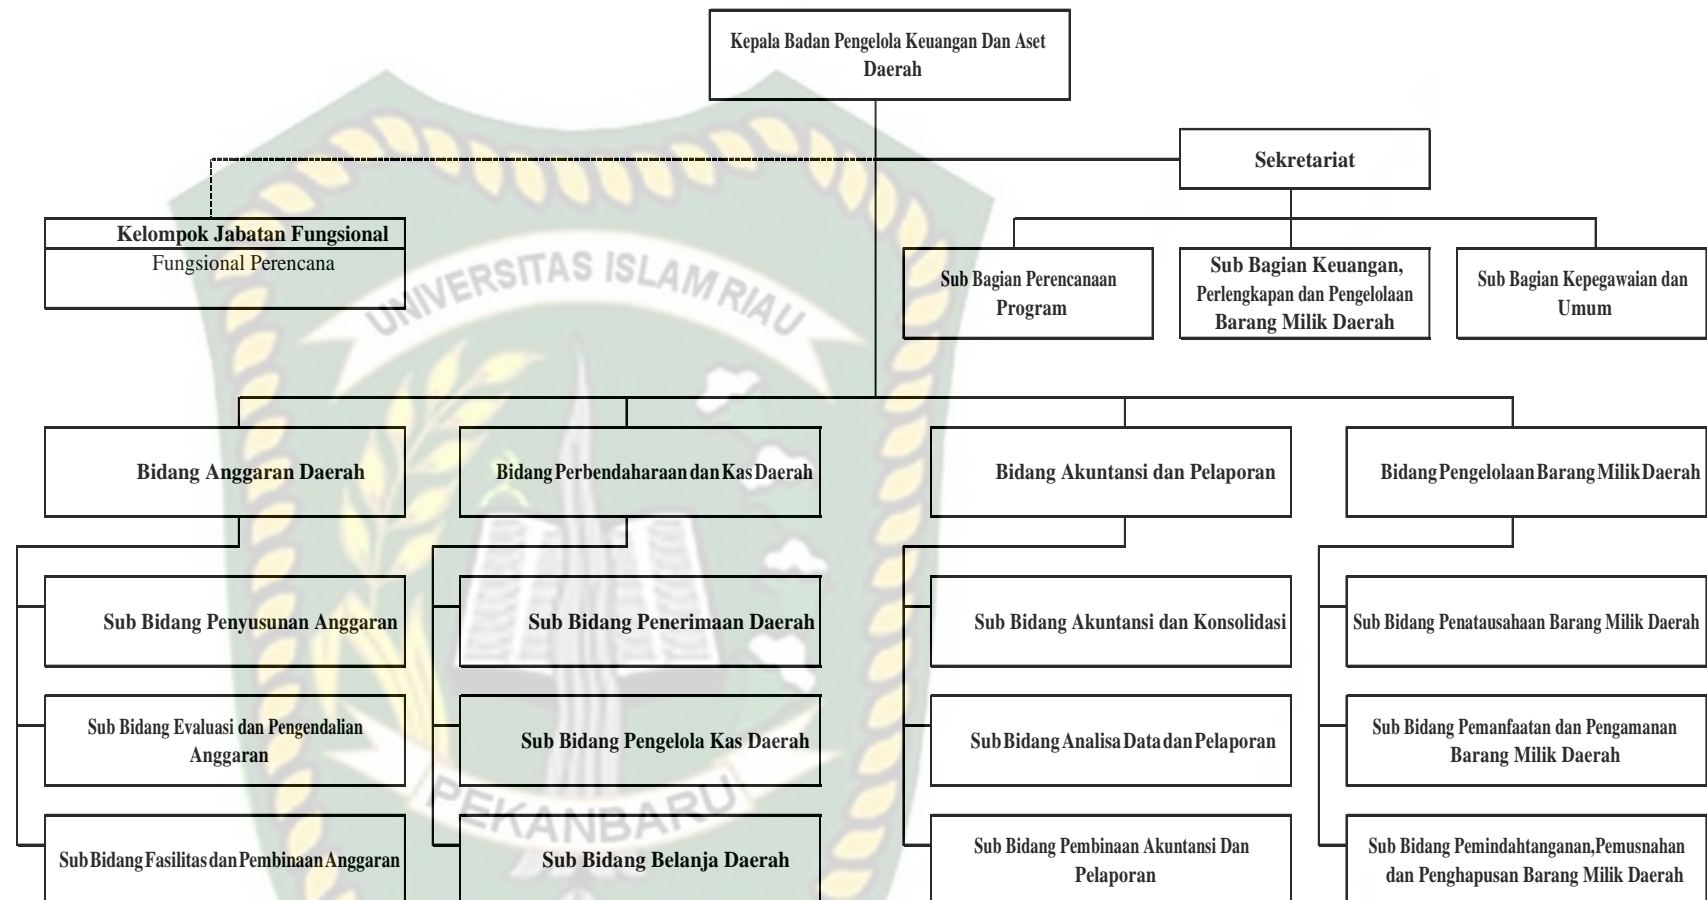 Kepala Badan Pengelola Keuangan Dan Aset
Daerah
Sekretariat
Kelompok Jabatan Fungsional
Fungsional Perencana
Sub Bagian Perencanaan
Program
Sub Bagian Keuangan,
Perlengkapan dan Pengelolaan
Barang Milik Daerah
Sub Bagian Kepegawaian dan
Umum
UNIVERSITAS ISLAM RIAU
Bidang Anggaran Daerah
Bidang Perbendaharaan dan Kas Daerah
Bidang Akuntansi dan Pelaporan
Bidang Pengelolaan Barang Milik Daerah
Sub Bidang Penyusunan Anggaran
Sub Bidang Penerimaan Daerah
Sub Bidang Akuntansi dan Konsolidasi
Sub Bidang Penatausahaan Barang Milik Daerah
Sub Bidang Evaluasi dan Pengendalian
Anggaran
Sub Bidang Pengelola Kas Daerah
Sub Bidang Analisa Data dan Pelaporan
Sub Bidang Pemanfaatan dan Pengamanan
Barang Milik Daerah
PEKANBARU
Sub Bidang Fasilitas dan Pembinaan Anggaran
Sub Bidang Belanja Daerah
Sub Bidang Pembinaan Akuntansi Dan
Pelaporan
Sub Bidang Pemindahtanganan,Pemusnahan
dan Penghapusan Barang Milik Daerah